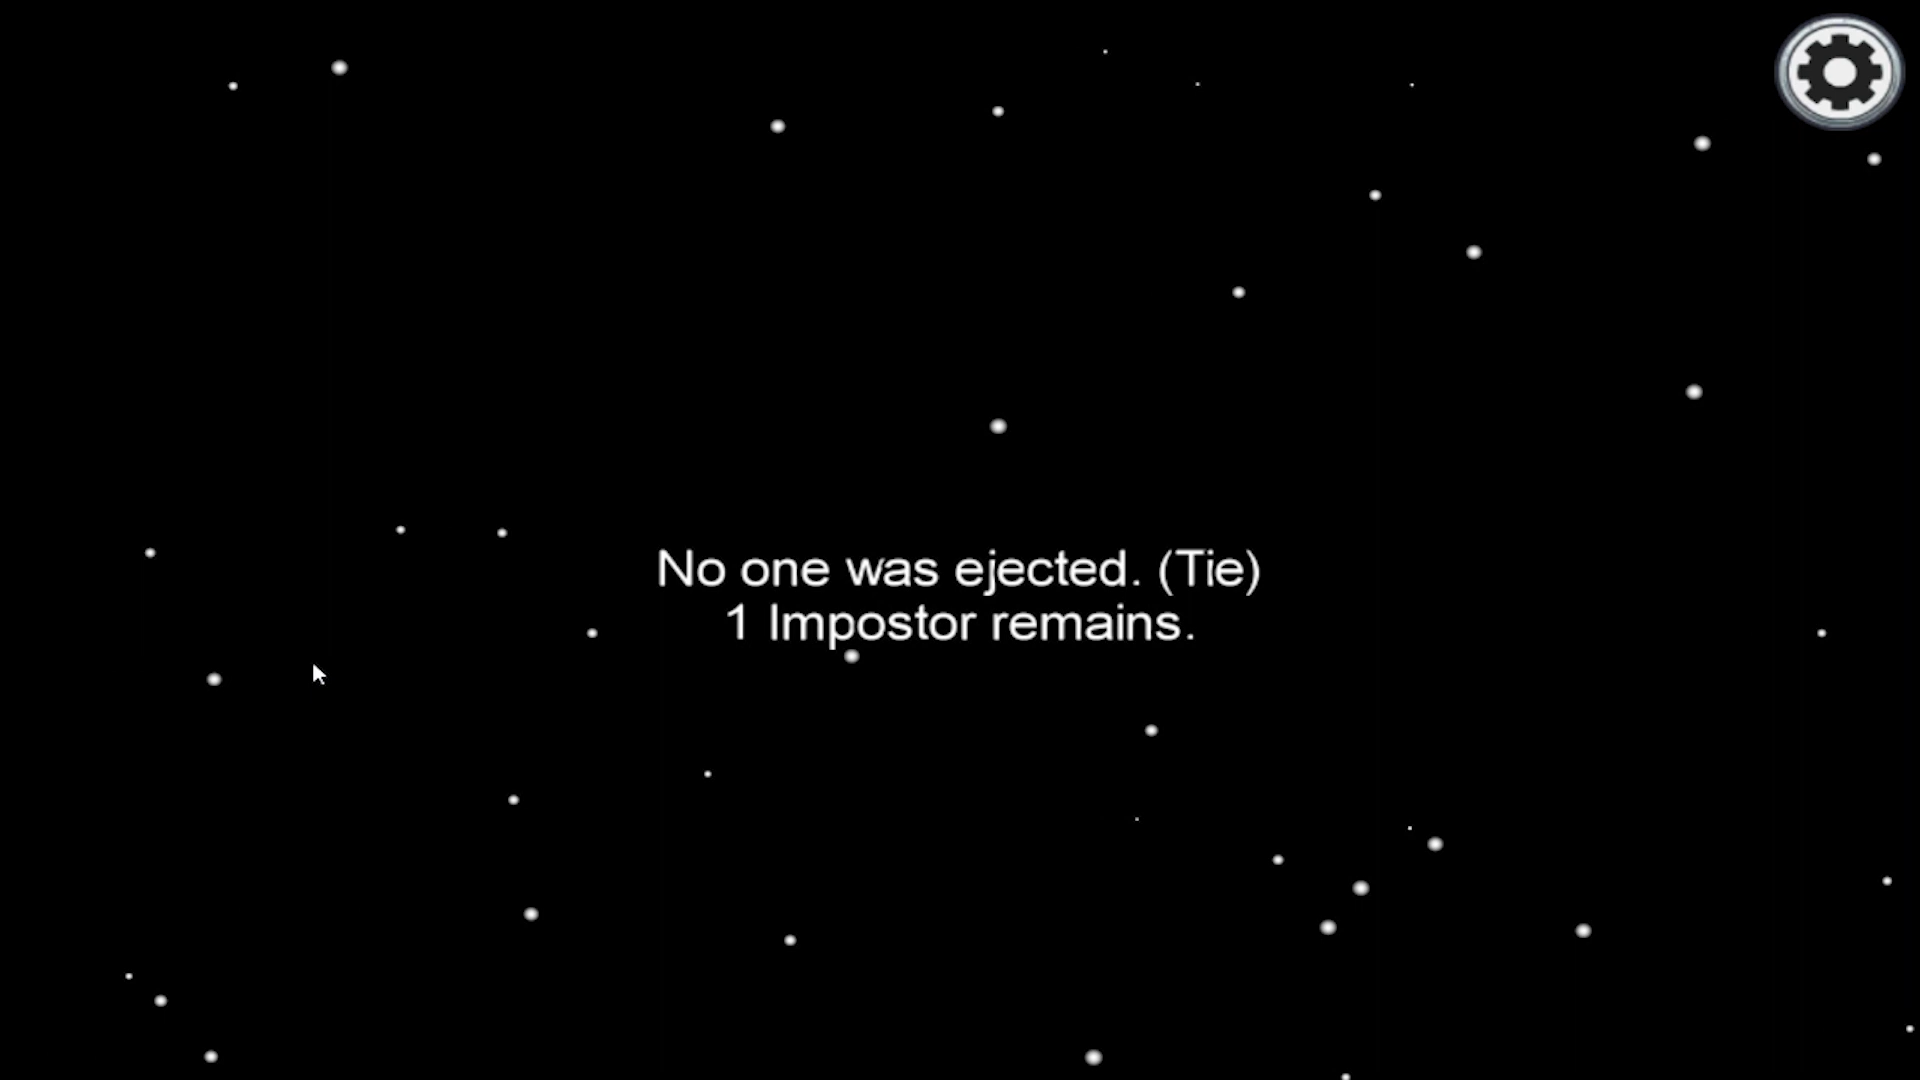 No one was ejected. (Tie)
1 Impostor remains.